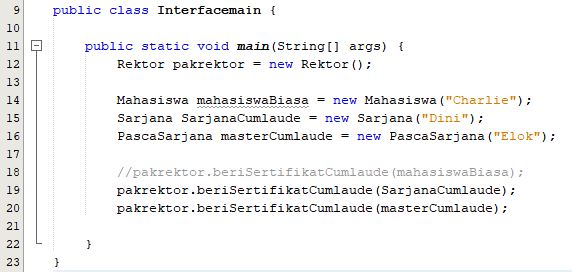 9 public class Interfacemain {
10
11 public static void main(String[] args) {
12 Rektor pakrektor = new Rektor();
13
14 Mahasiswa mahasiswaBiasa = new Mahasiswa("Charlie");
15 Sarjana SarjanaCumlaude = new Sarjana("Dini");
16 PascaSarjana masterCumlaude = new PascaSarjana("Elok");
17
18 //pakrektor.beriSertifikatCumlaude(mahasiswaBiasa);
19 pakrektor.beriSertifikatCumlaude(SarjanaCumlaude);
20 pakrektor.beriSertifikatCumlaude(masterCumlaude);
21
22 }
23 }